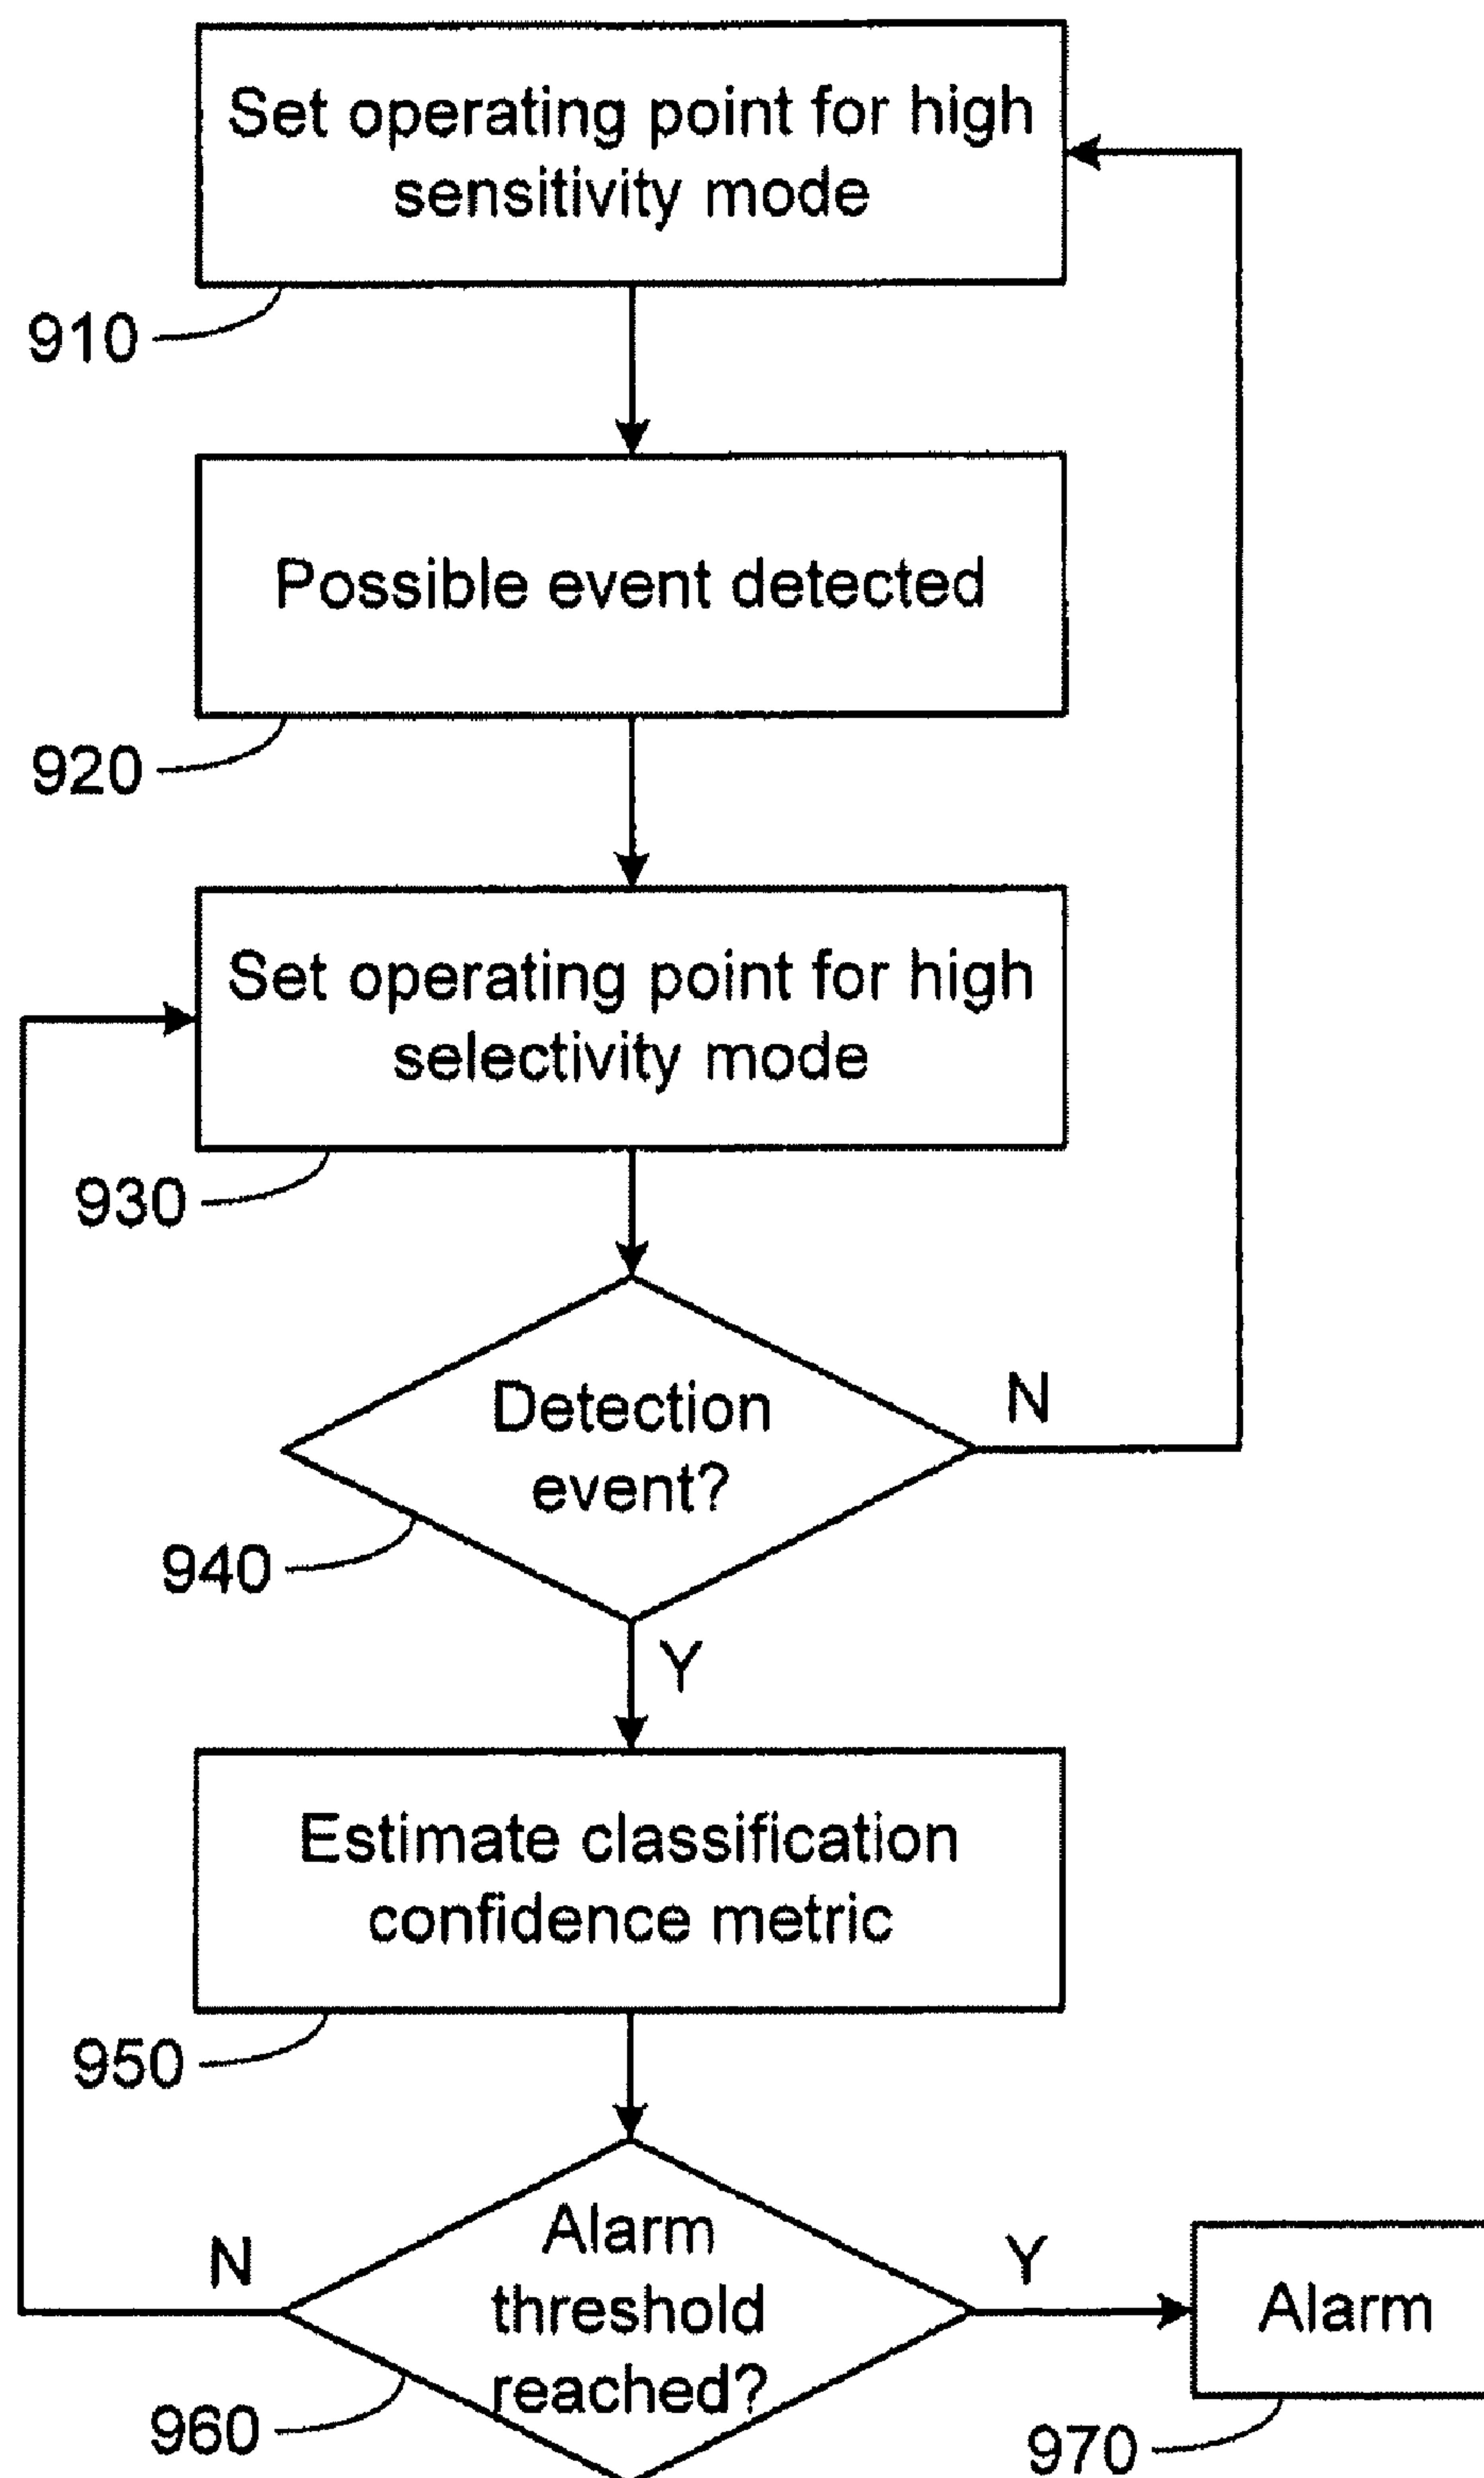 Set operating point for high
sensitivity mode
910
Possible event detected
920
Set operating point for high
selectivity mode
930
Detection
event?
N
940
Y
Estimate classification
confidence metric
950
Alarm
threshold
reached?
N
Y
Alarm
960
970